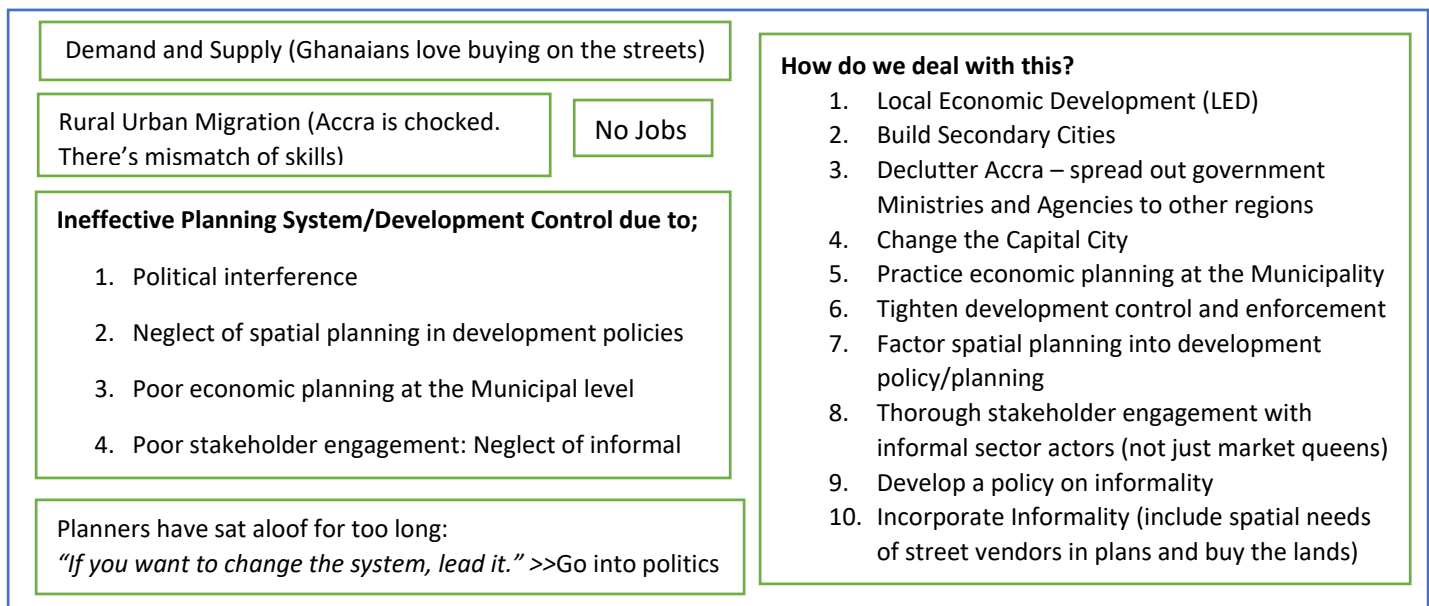 Demand and Supply (Ghanaians love buying on the streets)
Rural Urban Migration (Accra is chocked.
There’s mismatch of skills)
No Jobs
Ineffective Planning System/Development Control due to;
1. Political interference
2. Neglect of spatial planning in development policies
3. Poor economic planning at the Municipal level
4. Poor stakeholder engagement: Neglect of informal
Planners have sat aloof for too long:
“If you want to change the system, lead it.” >>Go into politics
How do we deal with this?
1. Local Economic Development (LED)
2. Build Secondary Cities
3. Declutter Accra – spread out government
Ministries and Agencies to other regions
4. Change the Capital City
5. Practice economic planning at the Municipality
6. Tighten development control and enforcement
7. Factor spatial planning into development
policy/planning
8. Thorough stakeholder engagement with
informal sector actors (not just market queens)
9. Develop a policy on informality
10. Incorporate Informality (include spatial needs
of street vendors in plans and buy the lands)